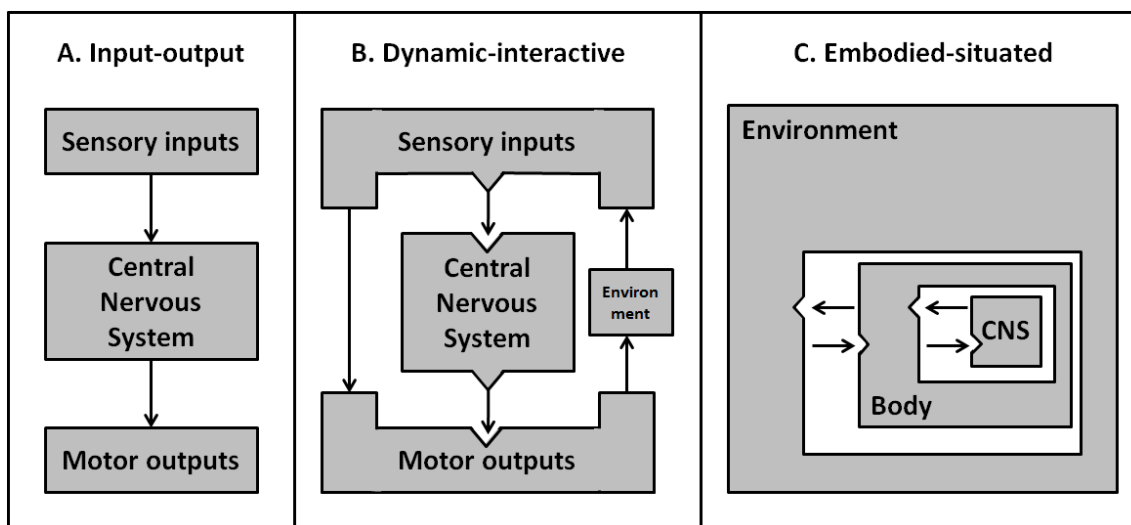 A. Input-output
Sensory inputs
Central
Nervous
System
Motor outputs
B. Dynamic-interactive
Sensory inputs
Central
Nervous
System
Environ
ment
Motor outputs
C. Embodied-situated
Environment
CNS
Body